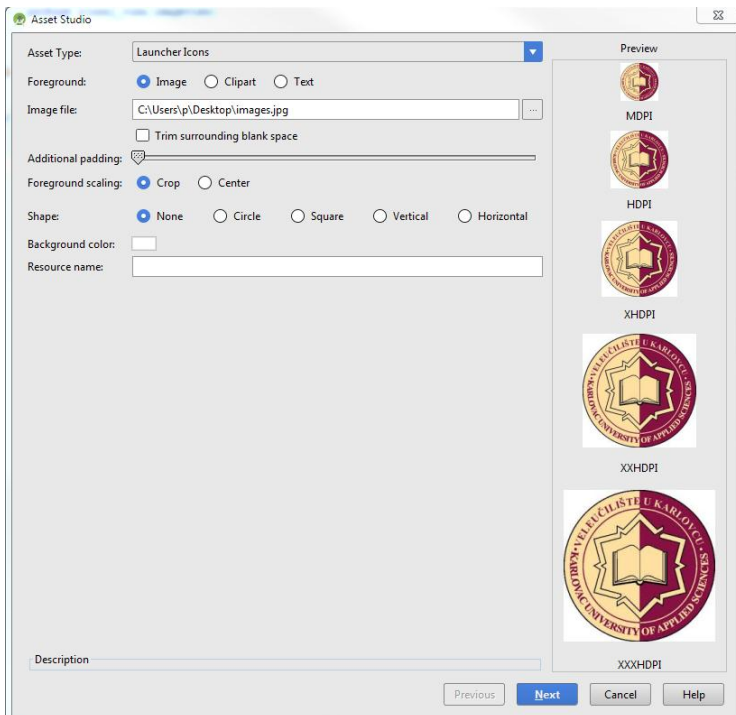 Asset Studio
Asset Type: Launcher Icons
Foreground: Image Clipart Text
Image file: C:\Users\p\Desktop\images.jpg ...
Trim surrounding blank space
Additional padding:
Foreground scaling: Crop Center
Shape: None Circle Square Vertical Horizontal
Background color:
Resource name:
Description
Preview
MDPI
HDPI
XHDPI
VELEUČILIŠTE U KARLOVCU
KARLOVAC UNIVERSITY OF APPLIED SCIENCES
XXHDPI
VELEUČILIŠTE U KARLOVCU
KARLOVAC UNIVERSITY OF APPLIED SCIENCES
XXXHDPI
Previous Next Cancel Help